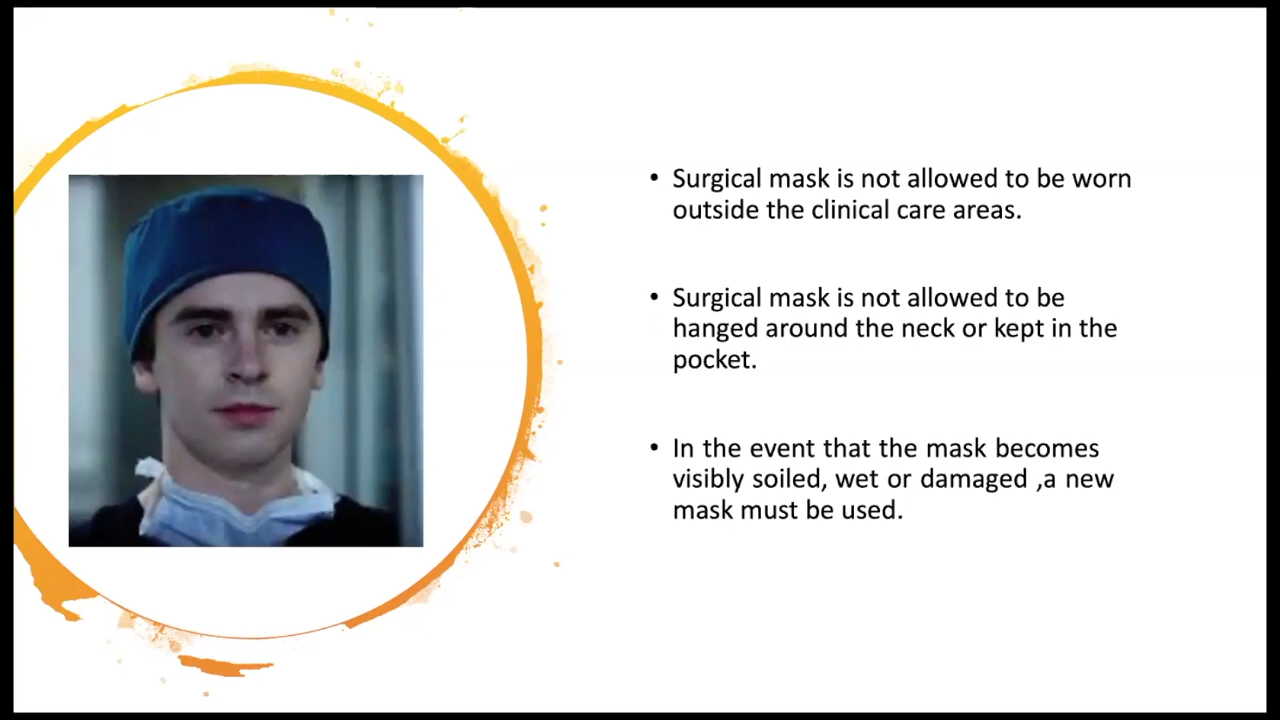 • Surgical mask is not allowed to be worn
outside the clinical care areas.
• Surgical mask is not allowed to be
hanged around the neck or kept in the
pocket.
• In the event that the mask becomes
visibly soiled, wet or damaged ,a new
mask must be used.